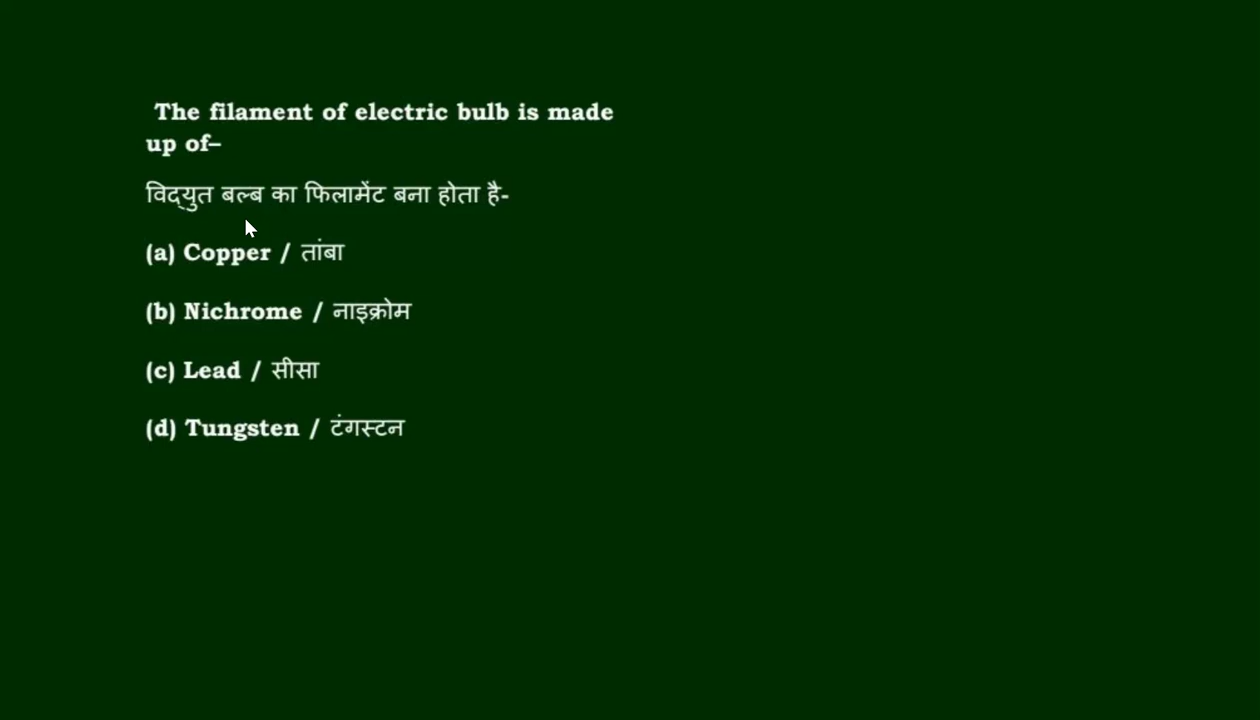 The filament of electric bulb is made
up of–
विद्युत बल्ब का फिलामेंट बना होता है-
(a) Copper / तांबा
(b) Nichrome / नाइक्रोम
(c) Lead / सीसा
(d) Tungsten / टंगस्टन